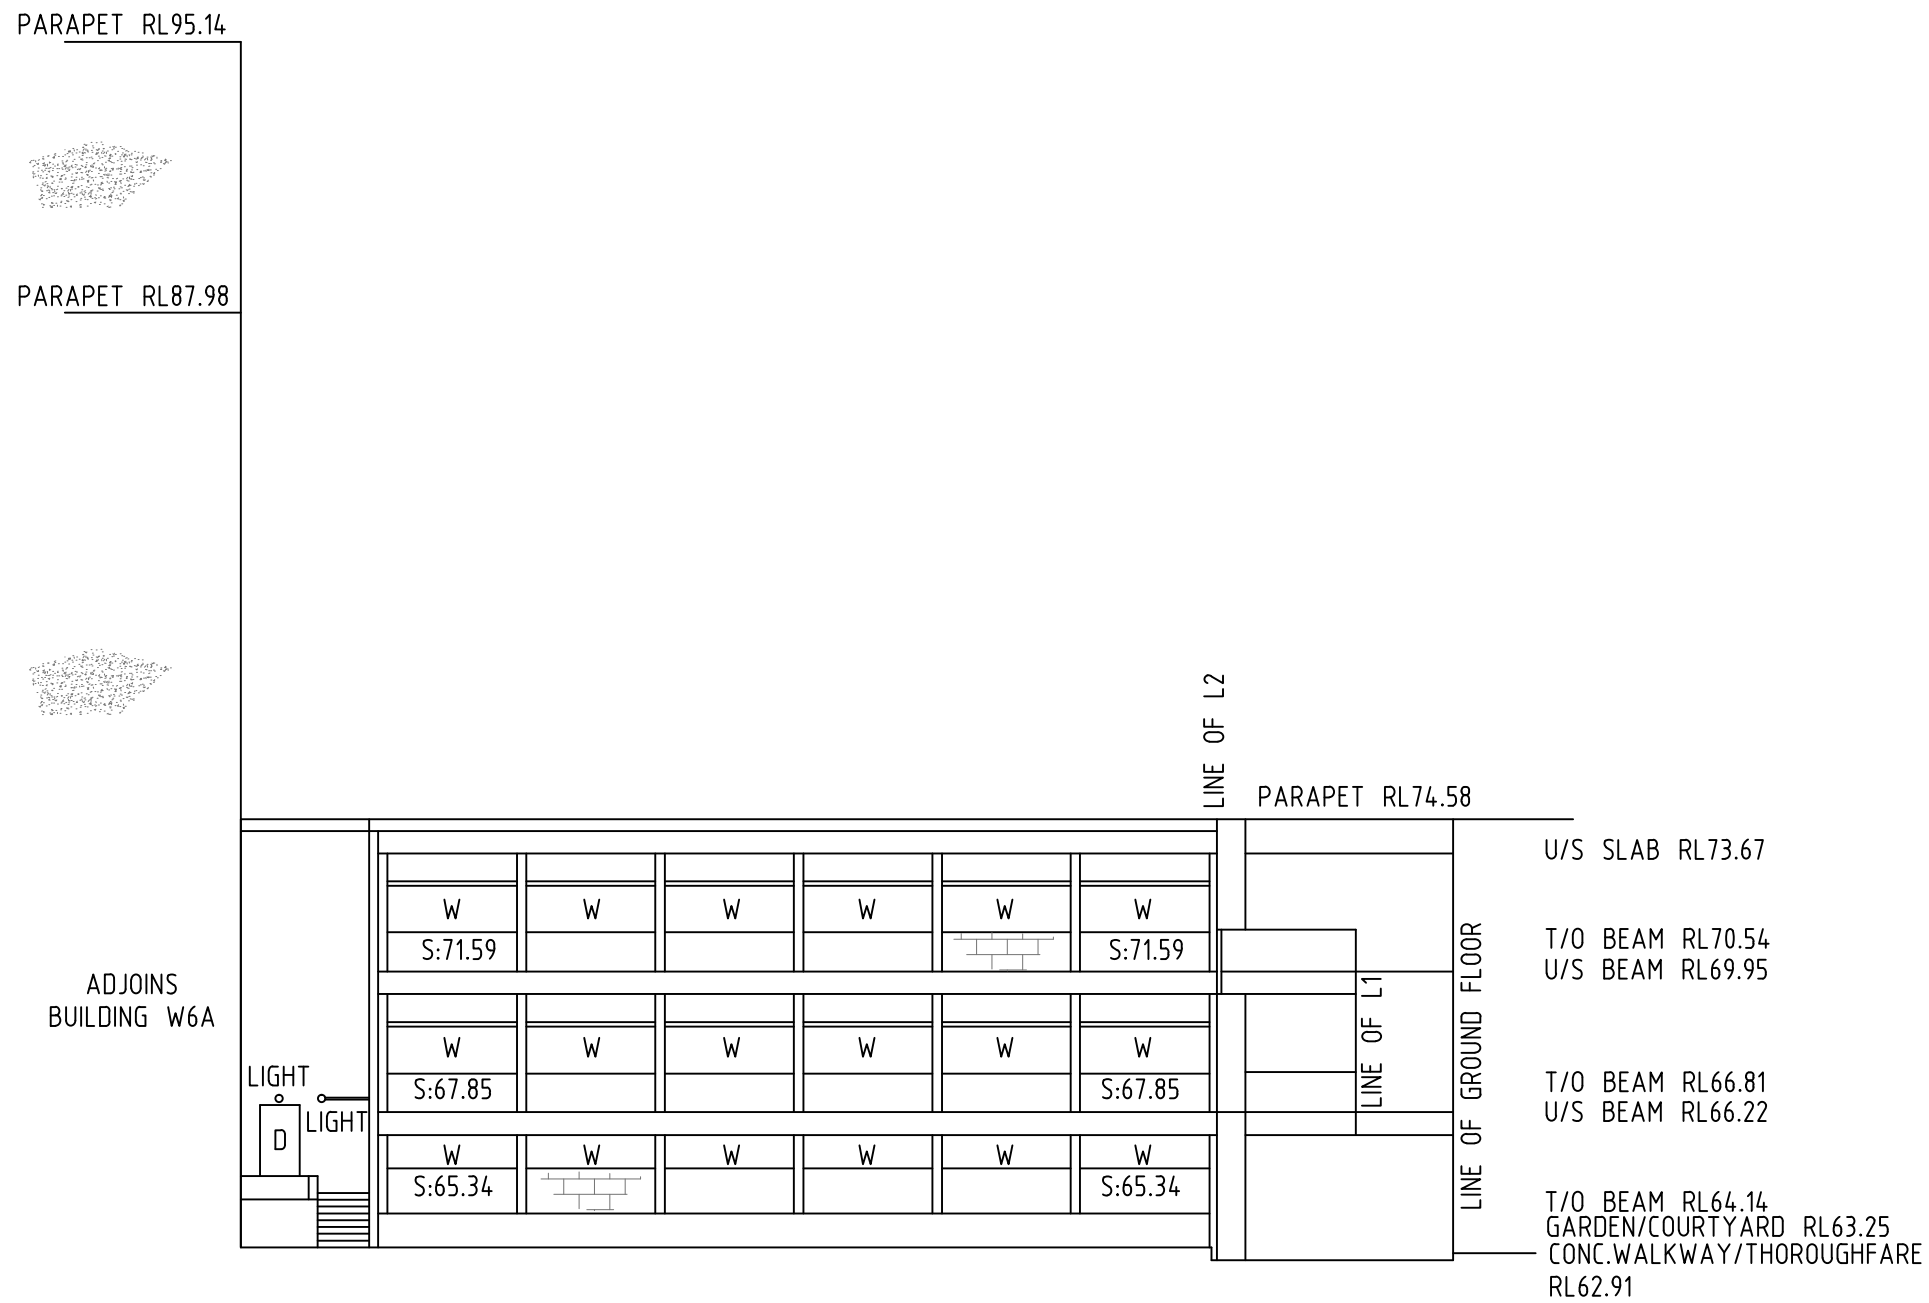 PARAPET RL95.14
PARAPET RL87.98
LINE OF L2
PARAPET RL74.58
U/S SLAB RL73.67
W W W W W W
S:71.59 S:71.59
T/O BEAM RL70.54
U/S BEAM RL69.95
ADJOINS
BUILDING W6A
LINE OF L1
LINE OF GROUND FLOOR
W W W W W W
S:67.85 S:67.85
T/O BEAM RL66.81
U/S BEAM RL66.22
LIGHT
LIGHT
D
W W W W W W
S:65.34 S:65.34
T/O BEAM RL64.14
GARDEN/COURTYARD RL63.25
CONC.WALKWAY/THOROUGHFARE
RL62.91